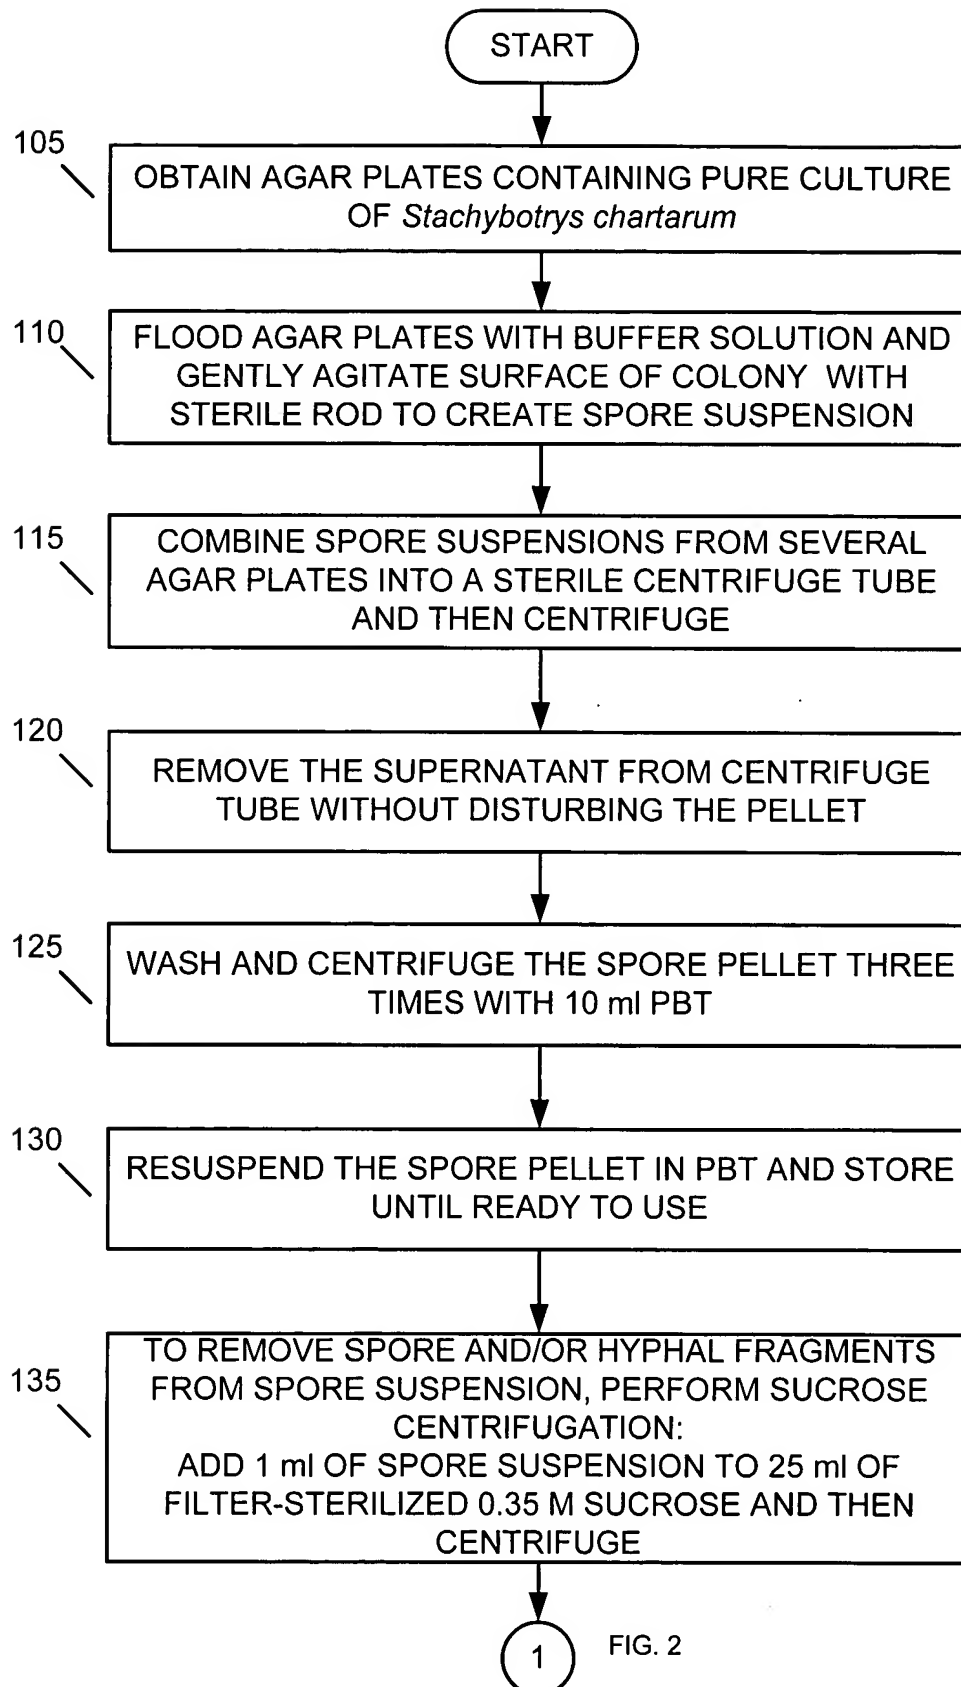 START
105
OBTAIN AGAR PLATES CONTAINING PURE CULTURE
OF Stachybotrys chartarum
110
FLOOD AGAR PLATES WITH BUFFER SOLUTION AND
GENTLY AGITATE SURFACE OF COLONY WITH
STERILE ROD TO CREATE SPORE SUSPENSION
115
COMBINE SPORE SUSPENSIONS FROM SEVERAL
AGAR PLATES INTO A STERILE CENTRIFUGE TUBE
AND THEN CENTRIFUGE
120
REMOVE THE SUPERNATANT FROM CENTRIFUGE
TUBE WITHOUT DISTURBING THE PELLET
125
WASH AND CENTRIFUGE THE SPORE PELLET THREE
TIMES WITH 10 ml PBT
130
RESUSPEND THE SPORE PELLET IN PBT AND STORE
UNTIL READY TO USE
135
TO REMOVE SPORE AND/OR HYPHAL FRAGMENTS
FROM SPORE SUSPENSION, PERFORM SUCROSE
CENTRIFUGATION:
ADD 1 ml OF SPORE SUSPENSION TO 25 ml OF
FILTER-STERILIZED 0.35 M SUCROSE AND THEN
CENTRIFUGE
1
FIG. 2